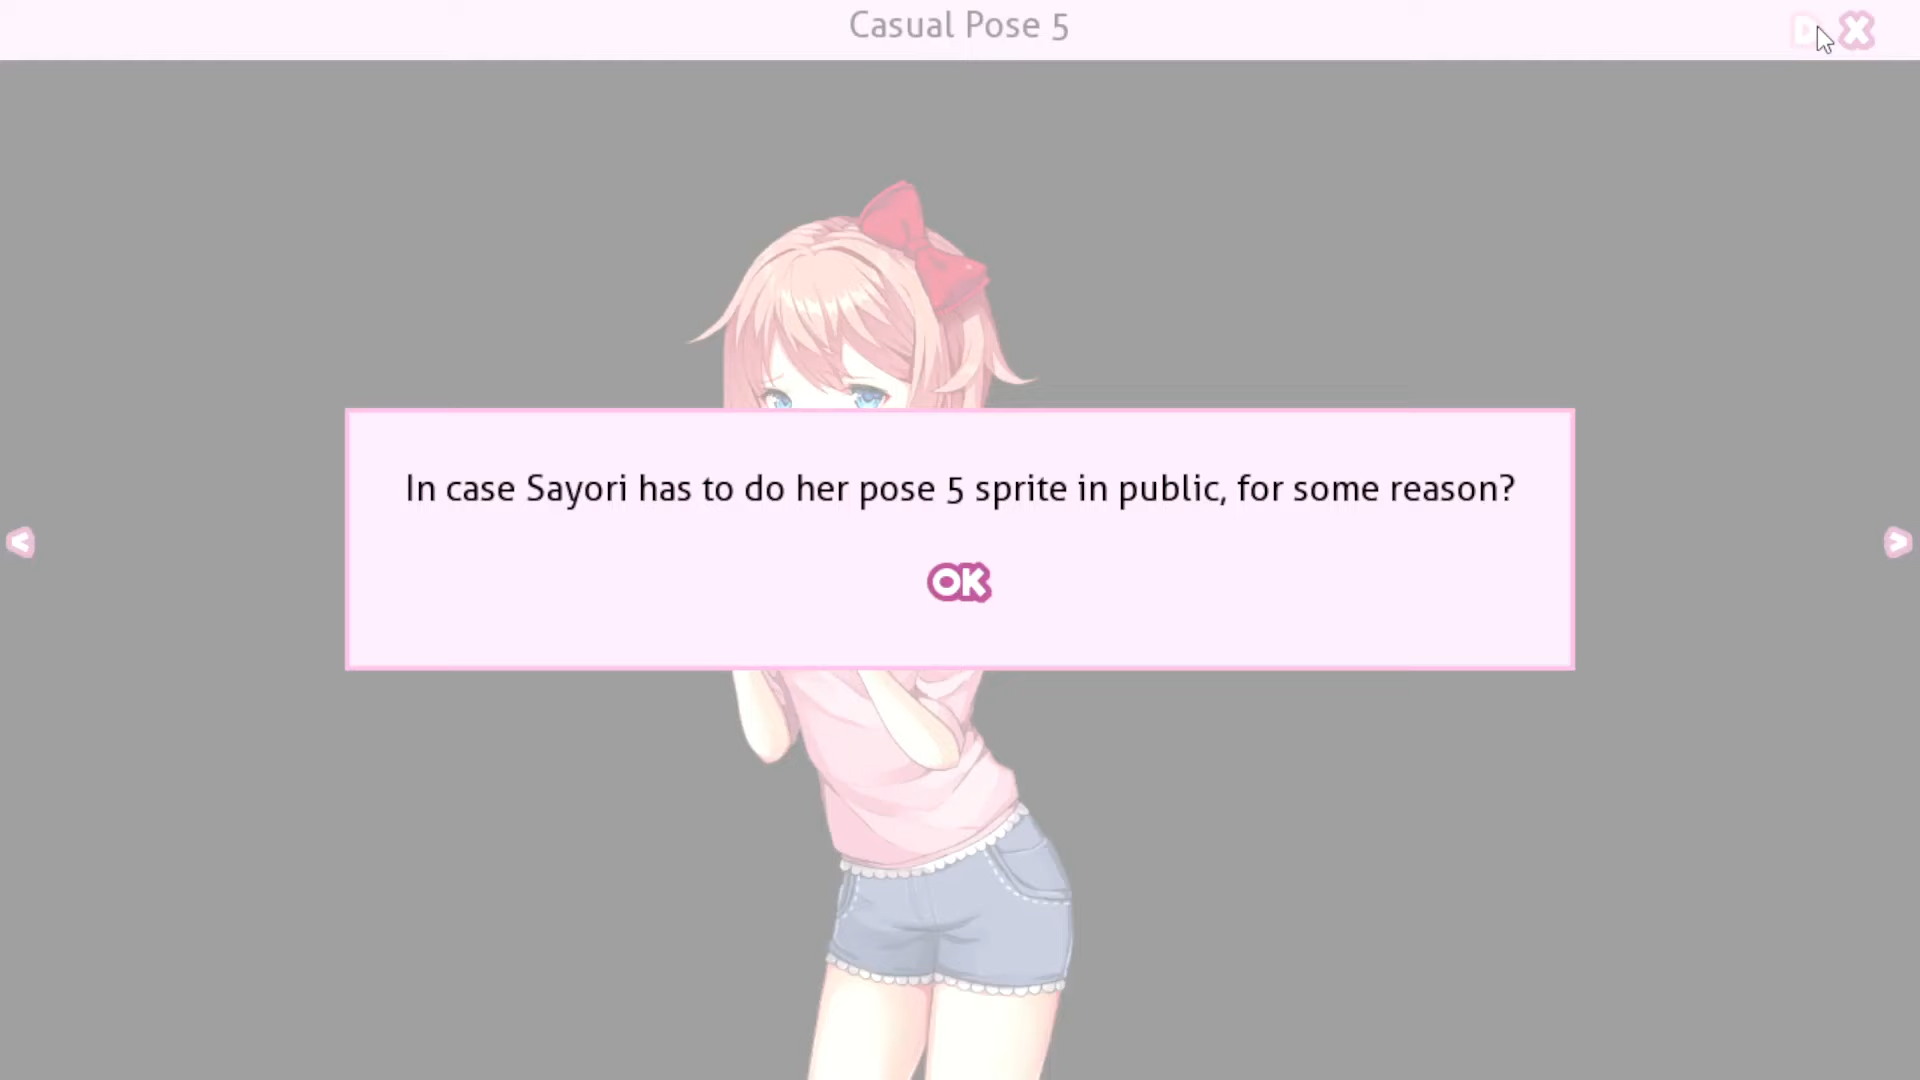 Casual Pose 5
D X
In case Sayori has to do her pose 5 sprite in public, for some reason?
< >
OK